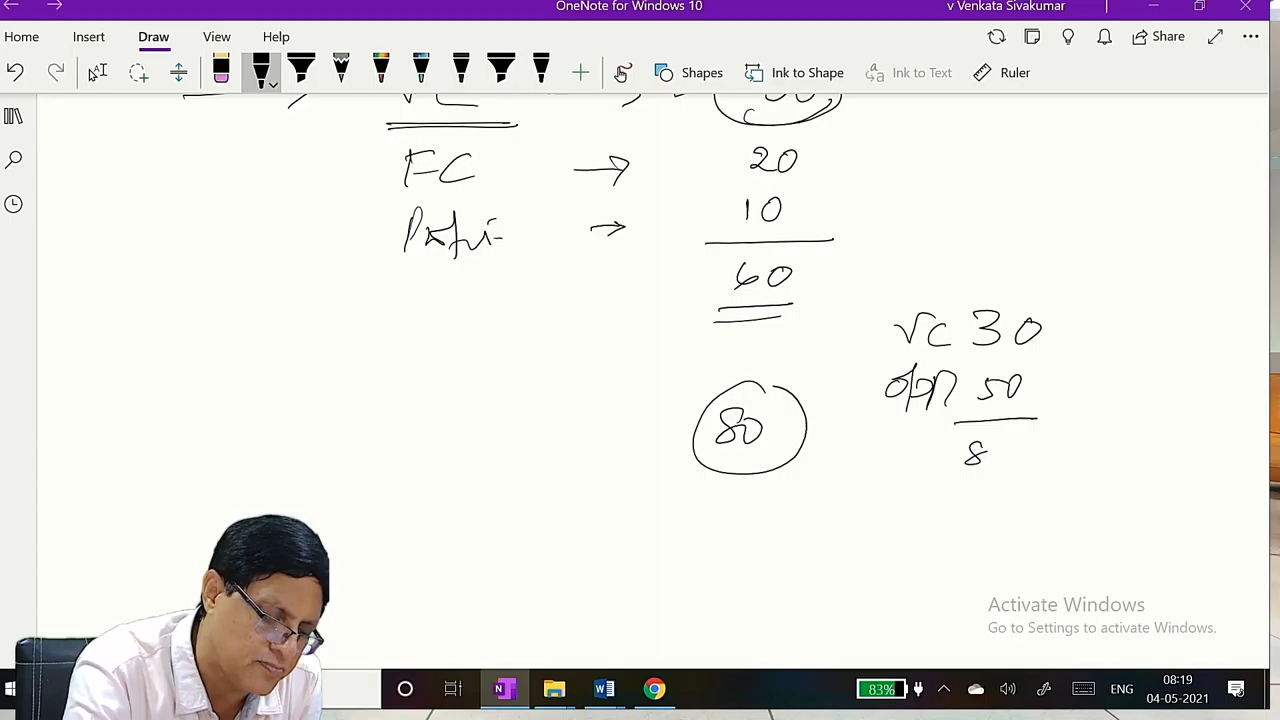 OneNote for Windows 10
v Venkata Sivakumar
Home Insert Draw View Help
Share
Shapes Ink to Shape Ink to Text Ruler
VC →
FC → 20
Profit → 10
60
VC 30
80 opp 50
8
Activate Windows
Go to Settings to activate Windows.
83% ENG 08:19
04-05-2021